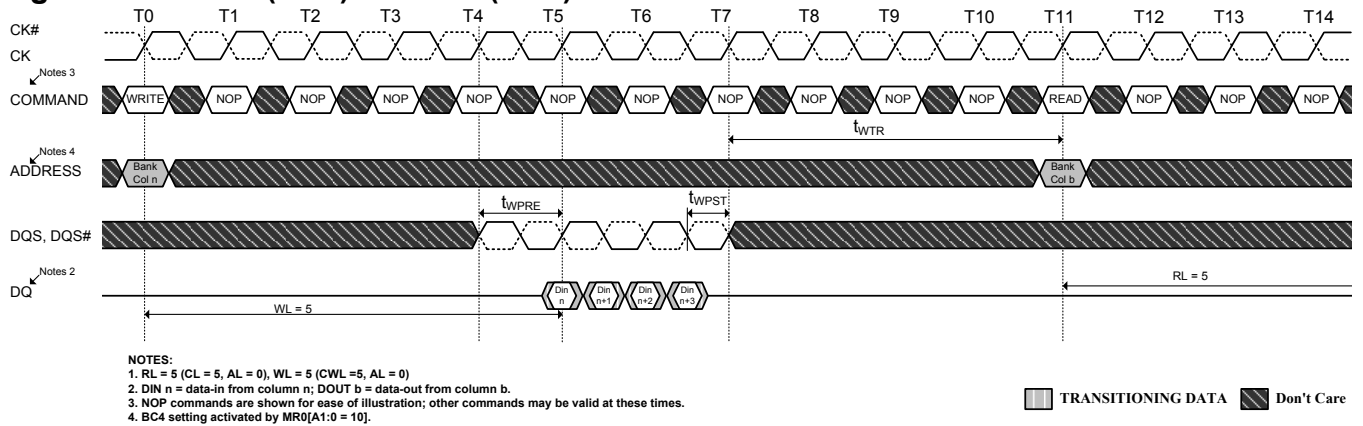 T0 T1 T2 T3 T4 T5 T6 T7 T8 T9 T10 T11 T12 T13 T14
CK#
CK
Notes 3
COMMAND WRITE NOP NOP NOP NOP NOP NOP NOP NOP NOP NOP READ NOP NOP NOP
tWTR
Notes 4
ADDRESS
Bank Bank
Col n Col b
tWPRE tWPST
DQS, DQS#
Notes 2
DQ
Din Din Din Din
n n+1 n+2 n+3
RL = 5
WL = 5
NOTES:
1. RL = 5 (CL = 5, AL = 0), WL = 5 (CWL =5, AL = 0)
2. DIN n = data-in from column n; DOUT b = data-out from column b.
3. NOP commands are shown for ease of illustration; other commands may be valid at these times.
4. BC4 setting activated by MR0[A1:0 = 10].
TRANSITIONING DATA Don't Care